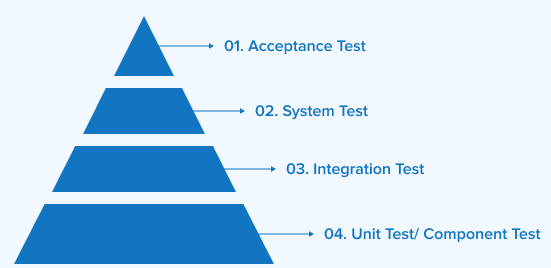 01. Acceptance Test
02. System Test
03. Integration Test
04. Unit Test/ Component Test